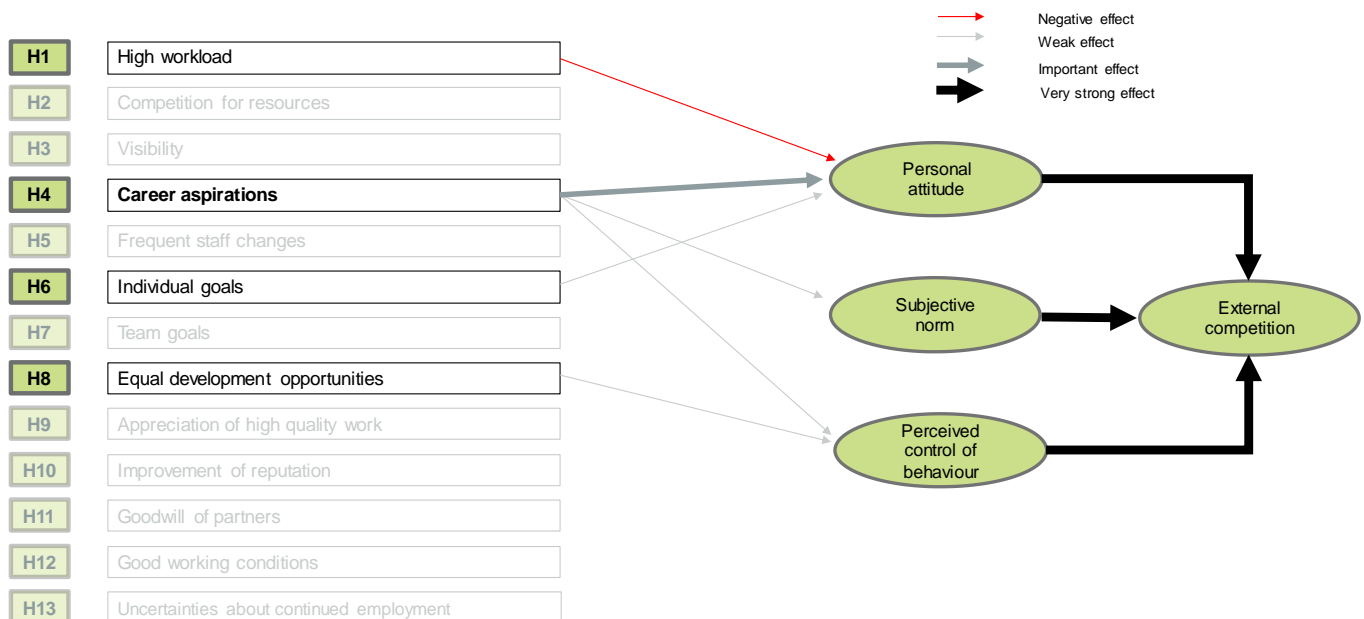 Negative effect
Weak effect
Important effect
Very strong effect
H1 High workload
H2 Competition for resources
H3 Visibility
H4 Career aspirations
H5 Frequent staff changes
H6 Individual goals
H7 Team goals
H8 Equal development opportunities
H9 Appreciation of high quality work
H10 Improvement of reputation
H11 Goodwill of partners
H12 Good working conditions
H13 Uncertainties about continued employment
Personal
attitude
Subjective
norm
Perceived
control of
behaviour
External
competition